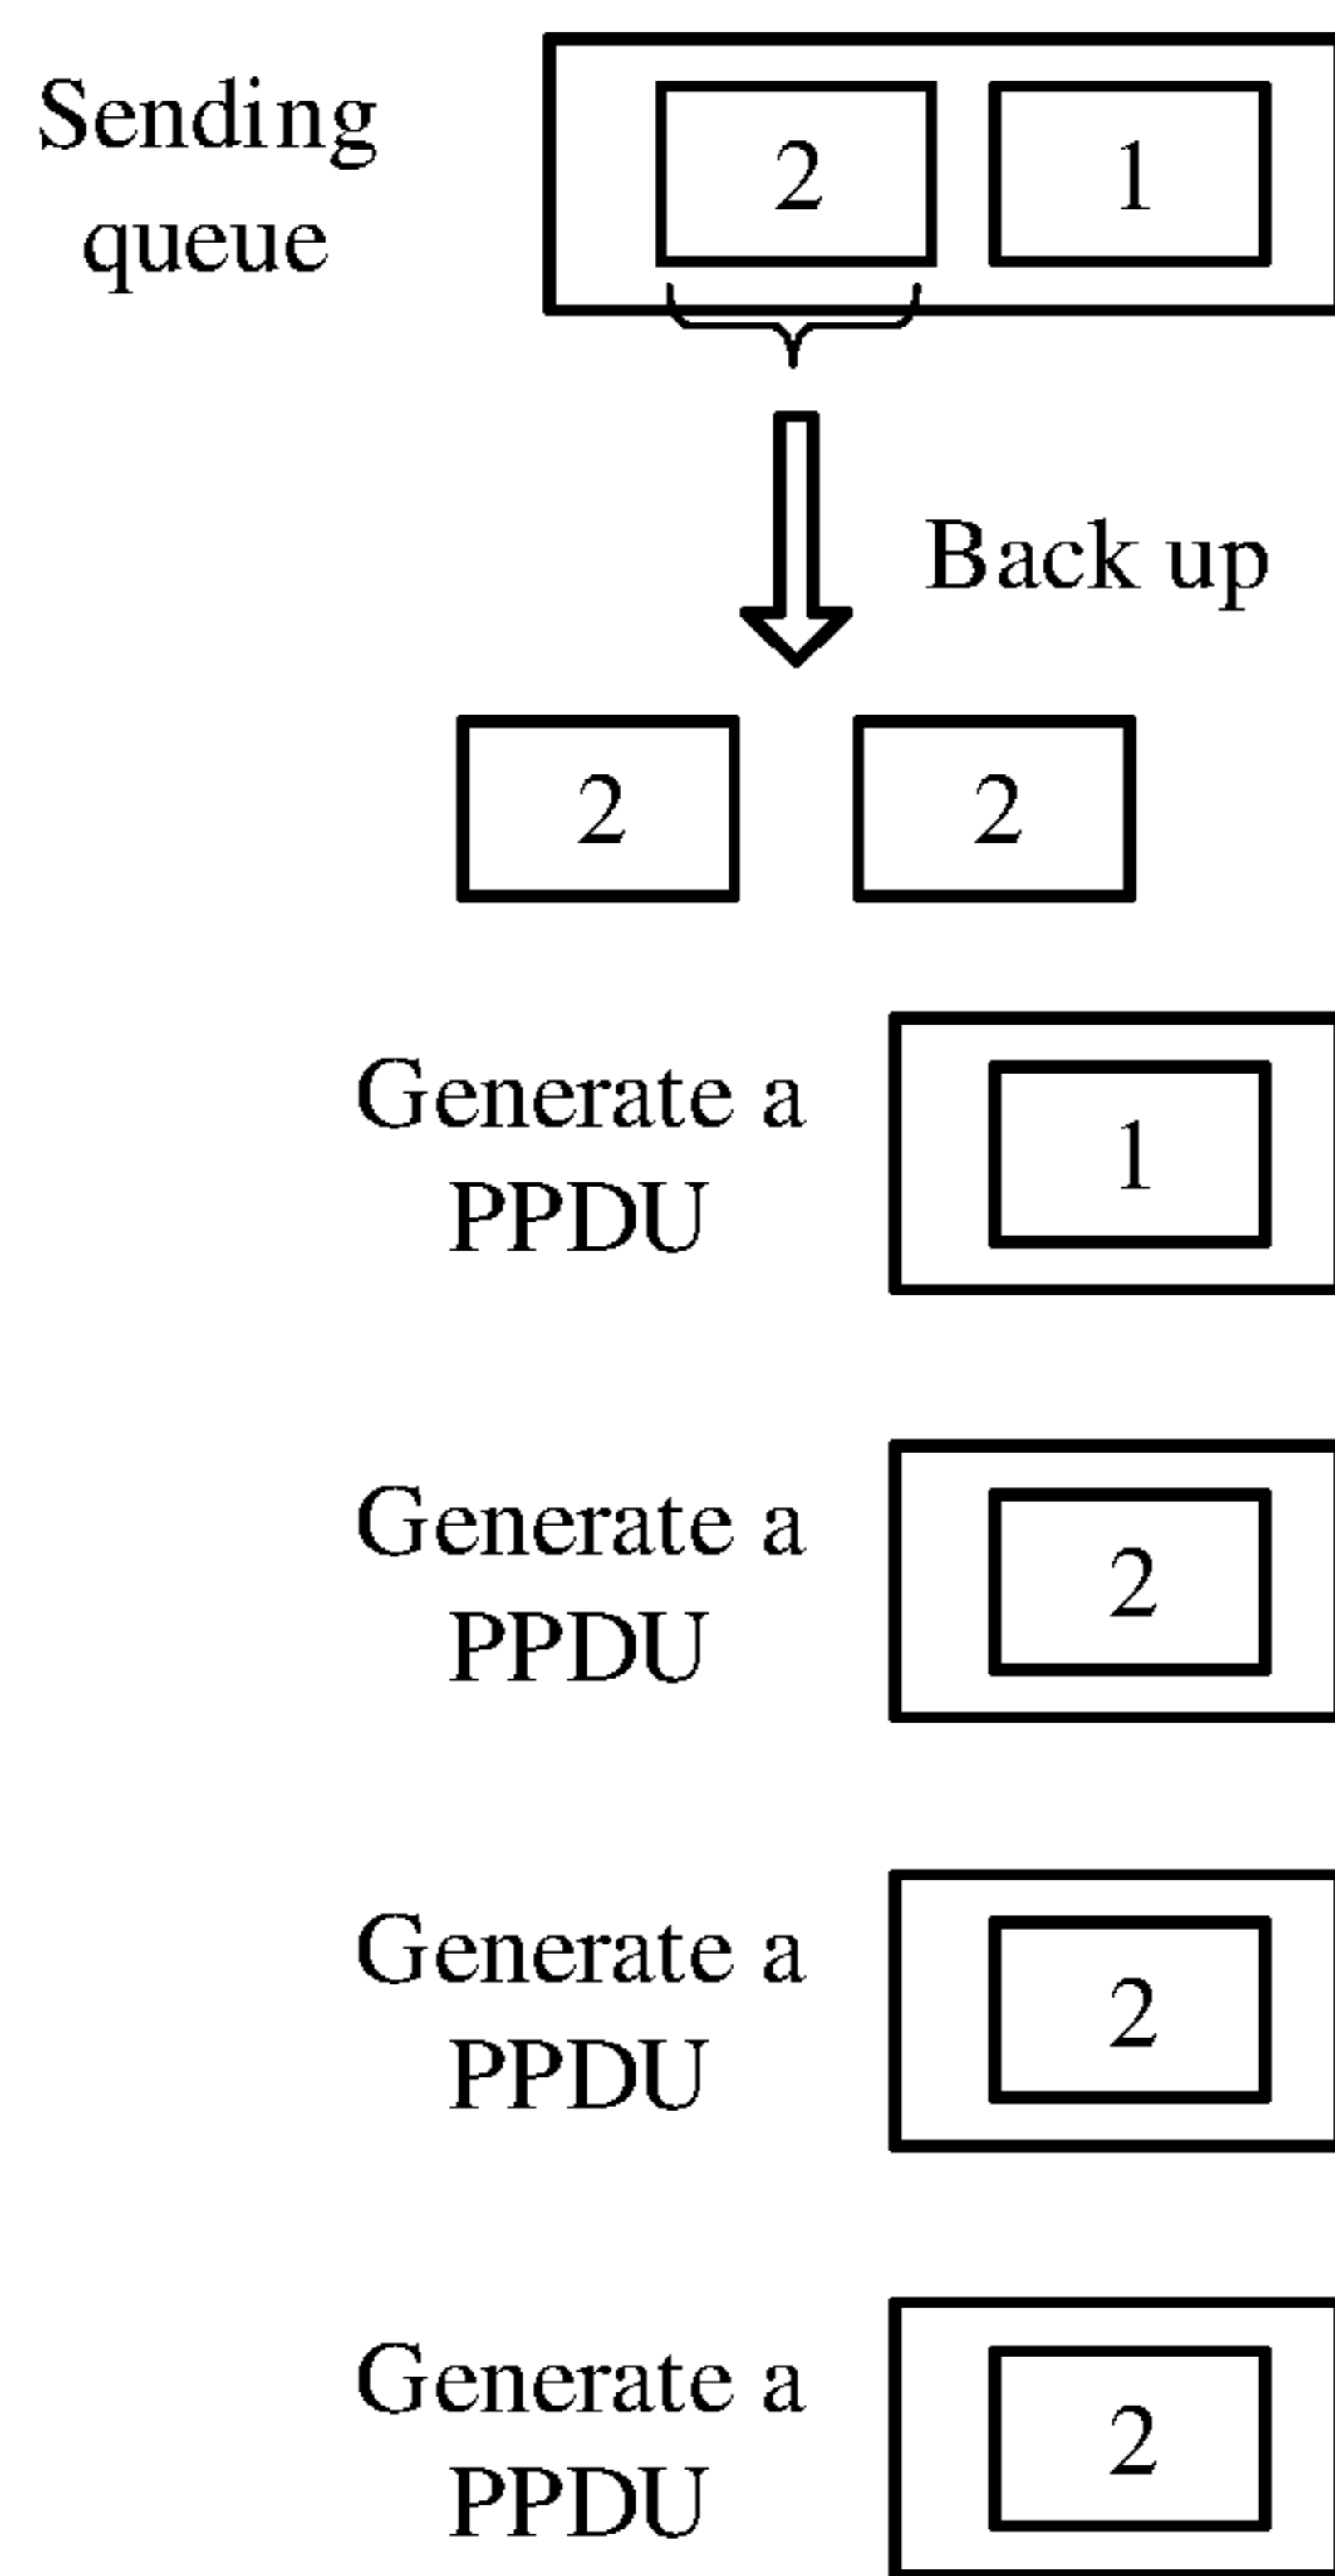 Sending
queue
2 1
Back up
2 2
Generate a
PPDU
1
Generate a
PPDU
2
Generate a
PPDU
2
Generate a
PPDU
2